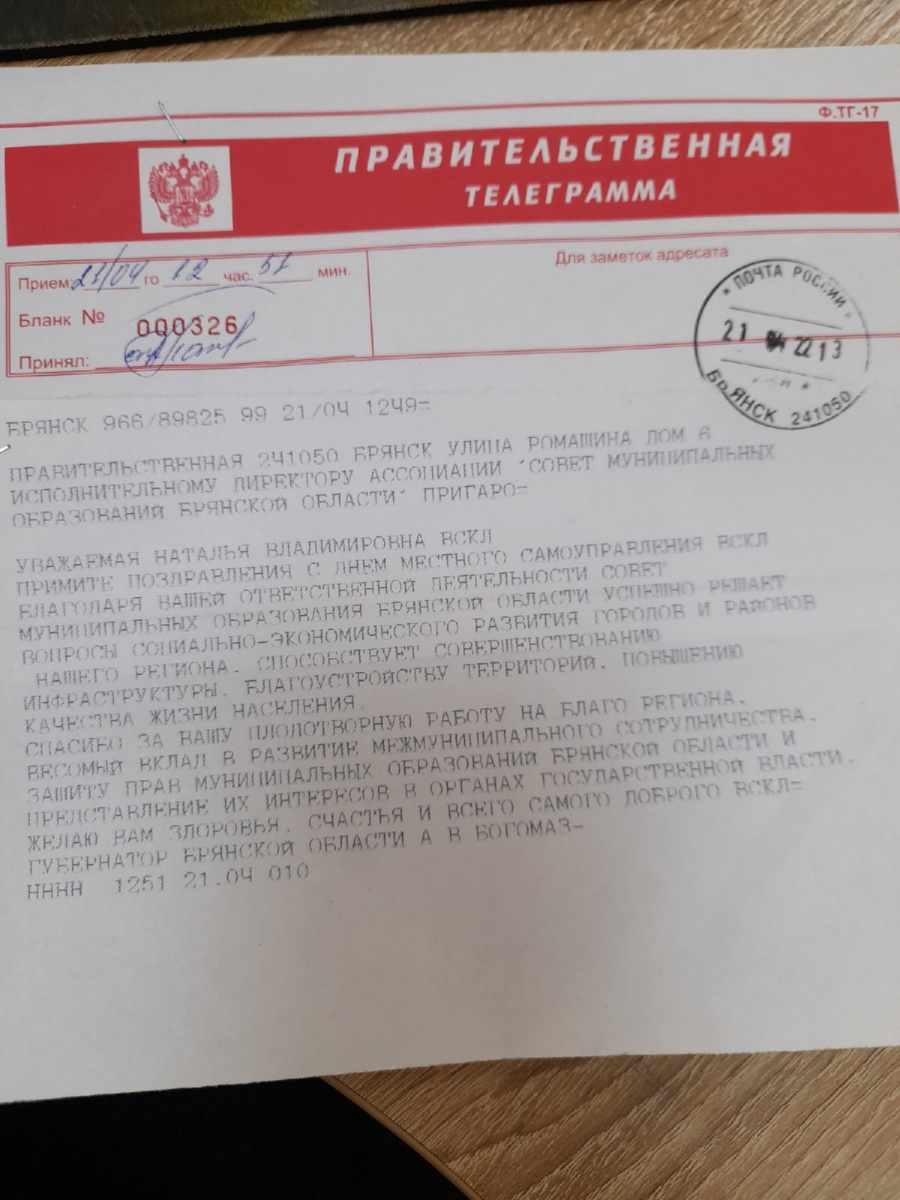 Ф.ТГ-17
ПРАВИТЕЛЬСТВЕННАЯ
ТЕЛЕГРАММА
Прием 21/04 го 12 час. 51 мин.
Для заметок адресата
Бланк № 000326
Принял:
ПОЧТА РОССИИ
21 04 22 13
БРЯНСК 241050
БРЯНСК 966/89825 99 21/04 1249=
ПРАВИТЕЛЬСТВЕННАЯ 241050 БРЯНСК УЛИЦА РОМАШИНА ДОМ 6
ИСПОЛНИТЕЛЬНОМУ ДИРЕКТОРУ АССОЦИАЦИИ 'СОВЕТ МУНИЦИПАЛЬНЫХ
ОБРАЗОВАНИЙ БРЯНСКОЙ ОБЛАСТИ' ПРИГАРО=
УВАЖАЕМАЯ НАТАЛЬЯ ВЛАДИМИРОВНА ВСКЛ
ПРИМИТЕ ПОЗДРАВЛЕНИЯ С ДНЕМ МЕСТНОГО САМОУПРАВЛЕНИЯ ВСКЛ
БЛАГОДАРЯ ВАШЕЙ ОТВЕТСТВЕННОЙ ДЕЯТЕЛЬНОСТИ СОВЕТ
МУНИЦИПАЛЬНЫХ ОБРАЗОВАНИЯ БРЯНСКОЙ ОБЛАСТИ УСПЕШНО РЕШАЕТ
ВОПРОСЫ СОЦИАЛЬНО-ЭКОНОМИЧЕСКОГО РАЗВИТИЯ ГОРОДОВ И РАЙОНОВ
НАШЕГО РЕГИОНА, СПОСОБСТВУЕТ СОВЕРШЕНСТВОВАНИЮ
ИНФРАСТРУКТУРЫ, БЛАГОУСТРОЙСТВУ ТЕРРИТОРИЙ, ПОВЫШЕНИЮ
КАЧЕСТВА ЖИЗНИ НАСЕЛЕНИЯ.
СПАСИБО ЗА ВАШУ ПЛОДОТВОРНУЮ РАБОТУ НА БЛАГО РЕГИОНА,
ВЕСОМЫЙ ВКЛАД В РАЗВИТИЕ МЕЖМУНИЦИПАЛЬНОГО СОТРУДНИЧЕСТВА,
ЗАЩИТУ ПРАВ МУНИЦИПАЛЬНЫХ ОБРАЗОВАНИЙ БРЯНСКОЙ ОБЛАСТИ И
ПРЕДСТАВЛЕНИЕ ИХ ИНТЕРЕСОВ В ОРГАНАХ ГОСУДАРСТВЕННОЙ ВЛАСТИ.
ЖЕЛАЮ ВАМ ЗДОРОВЬЯ, СЧАСТЬЯ И ВСЕГО САМОГО ДОБРОГО ВСКЛ=
ГУБЕРНАТОР БРЯНСКОЙ ОБЛАСТИ А В БОГОМАЗ-
НННН 1251 21.04 010